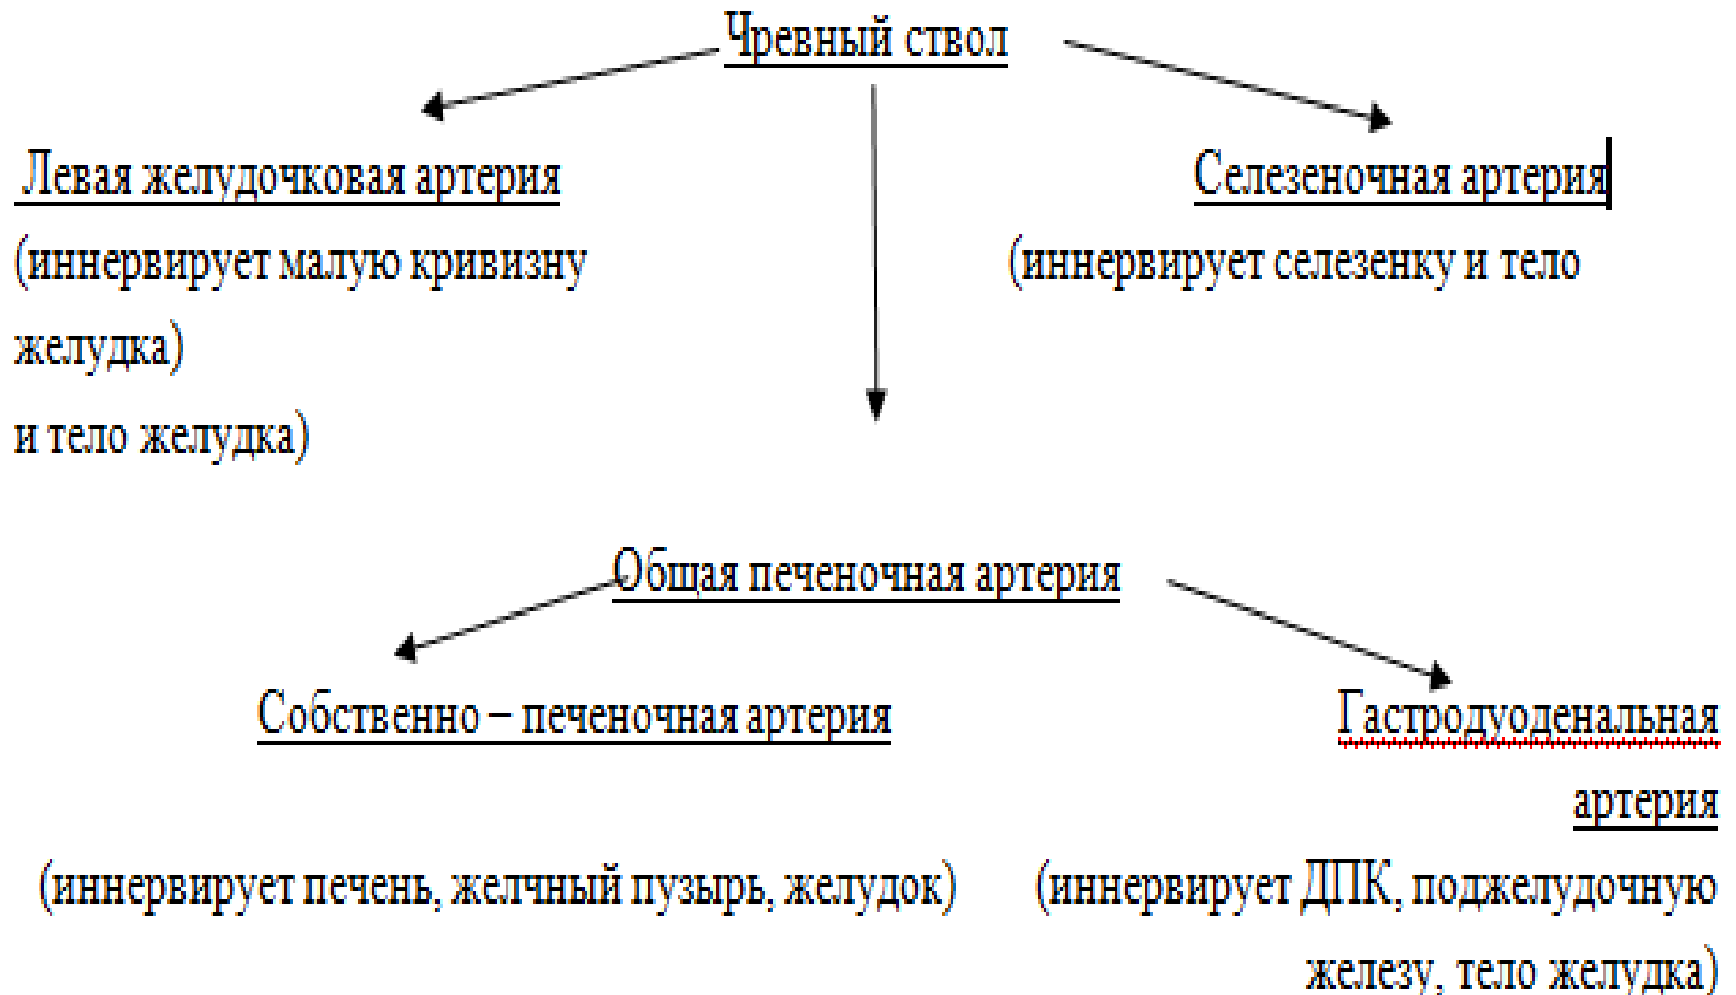 Чревный ствол
Левая желудочковая артерия
Селезеночная артерия
(иннервирует малую кривизну
(иннервирует селезенку и тело
желудка)
и тело желудка)
Общая печеночная артерия
Собственно – печеночная артерия
Гастродуоденальная
артерия
(иннервирует печень, желчный пузырь, желудок)
(иннервирует ДПК, поджелудочную
железу, тело желудка)